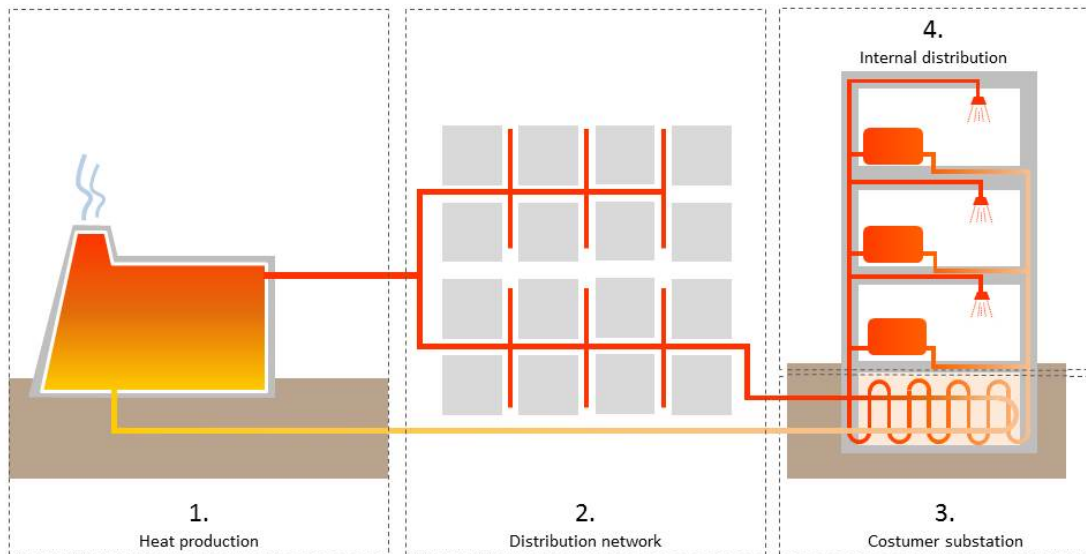 1.
Heat production
2.
Distribution network
3.
Costumer substation
4.
Internal distribution